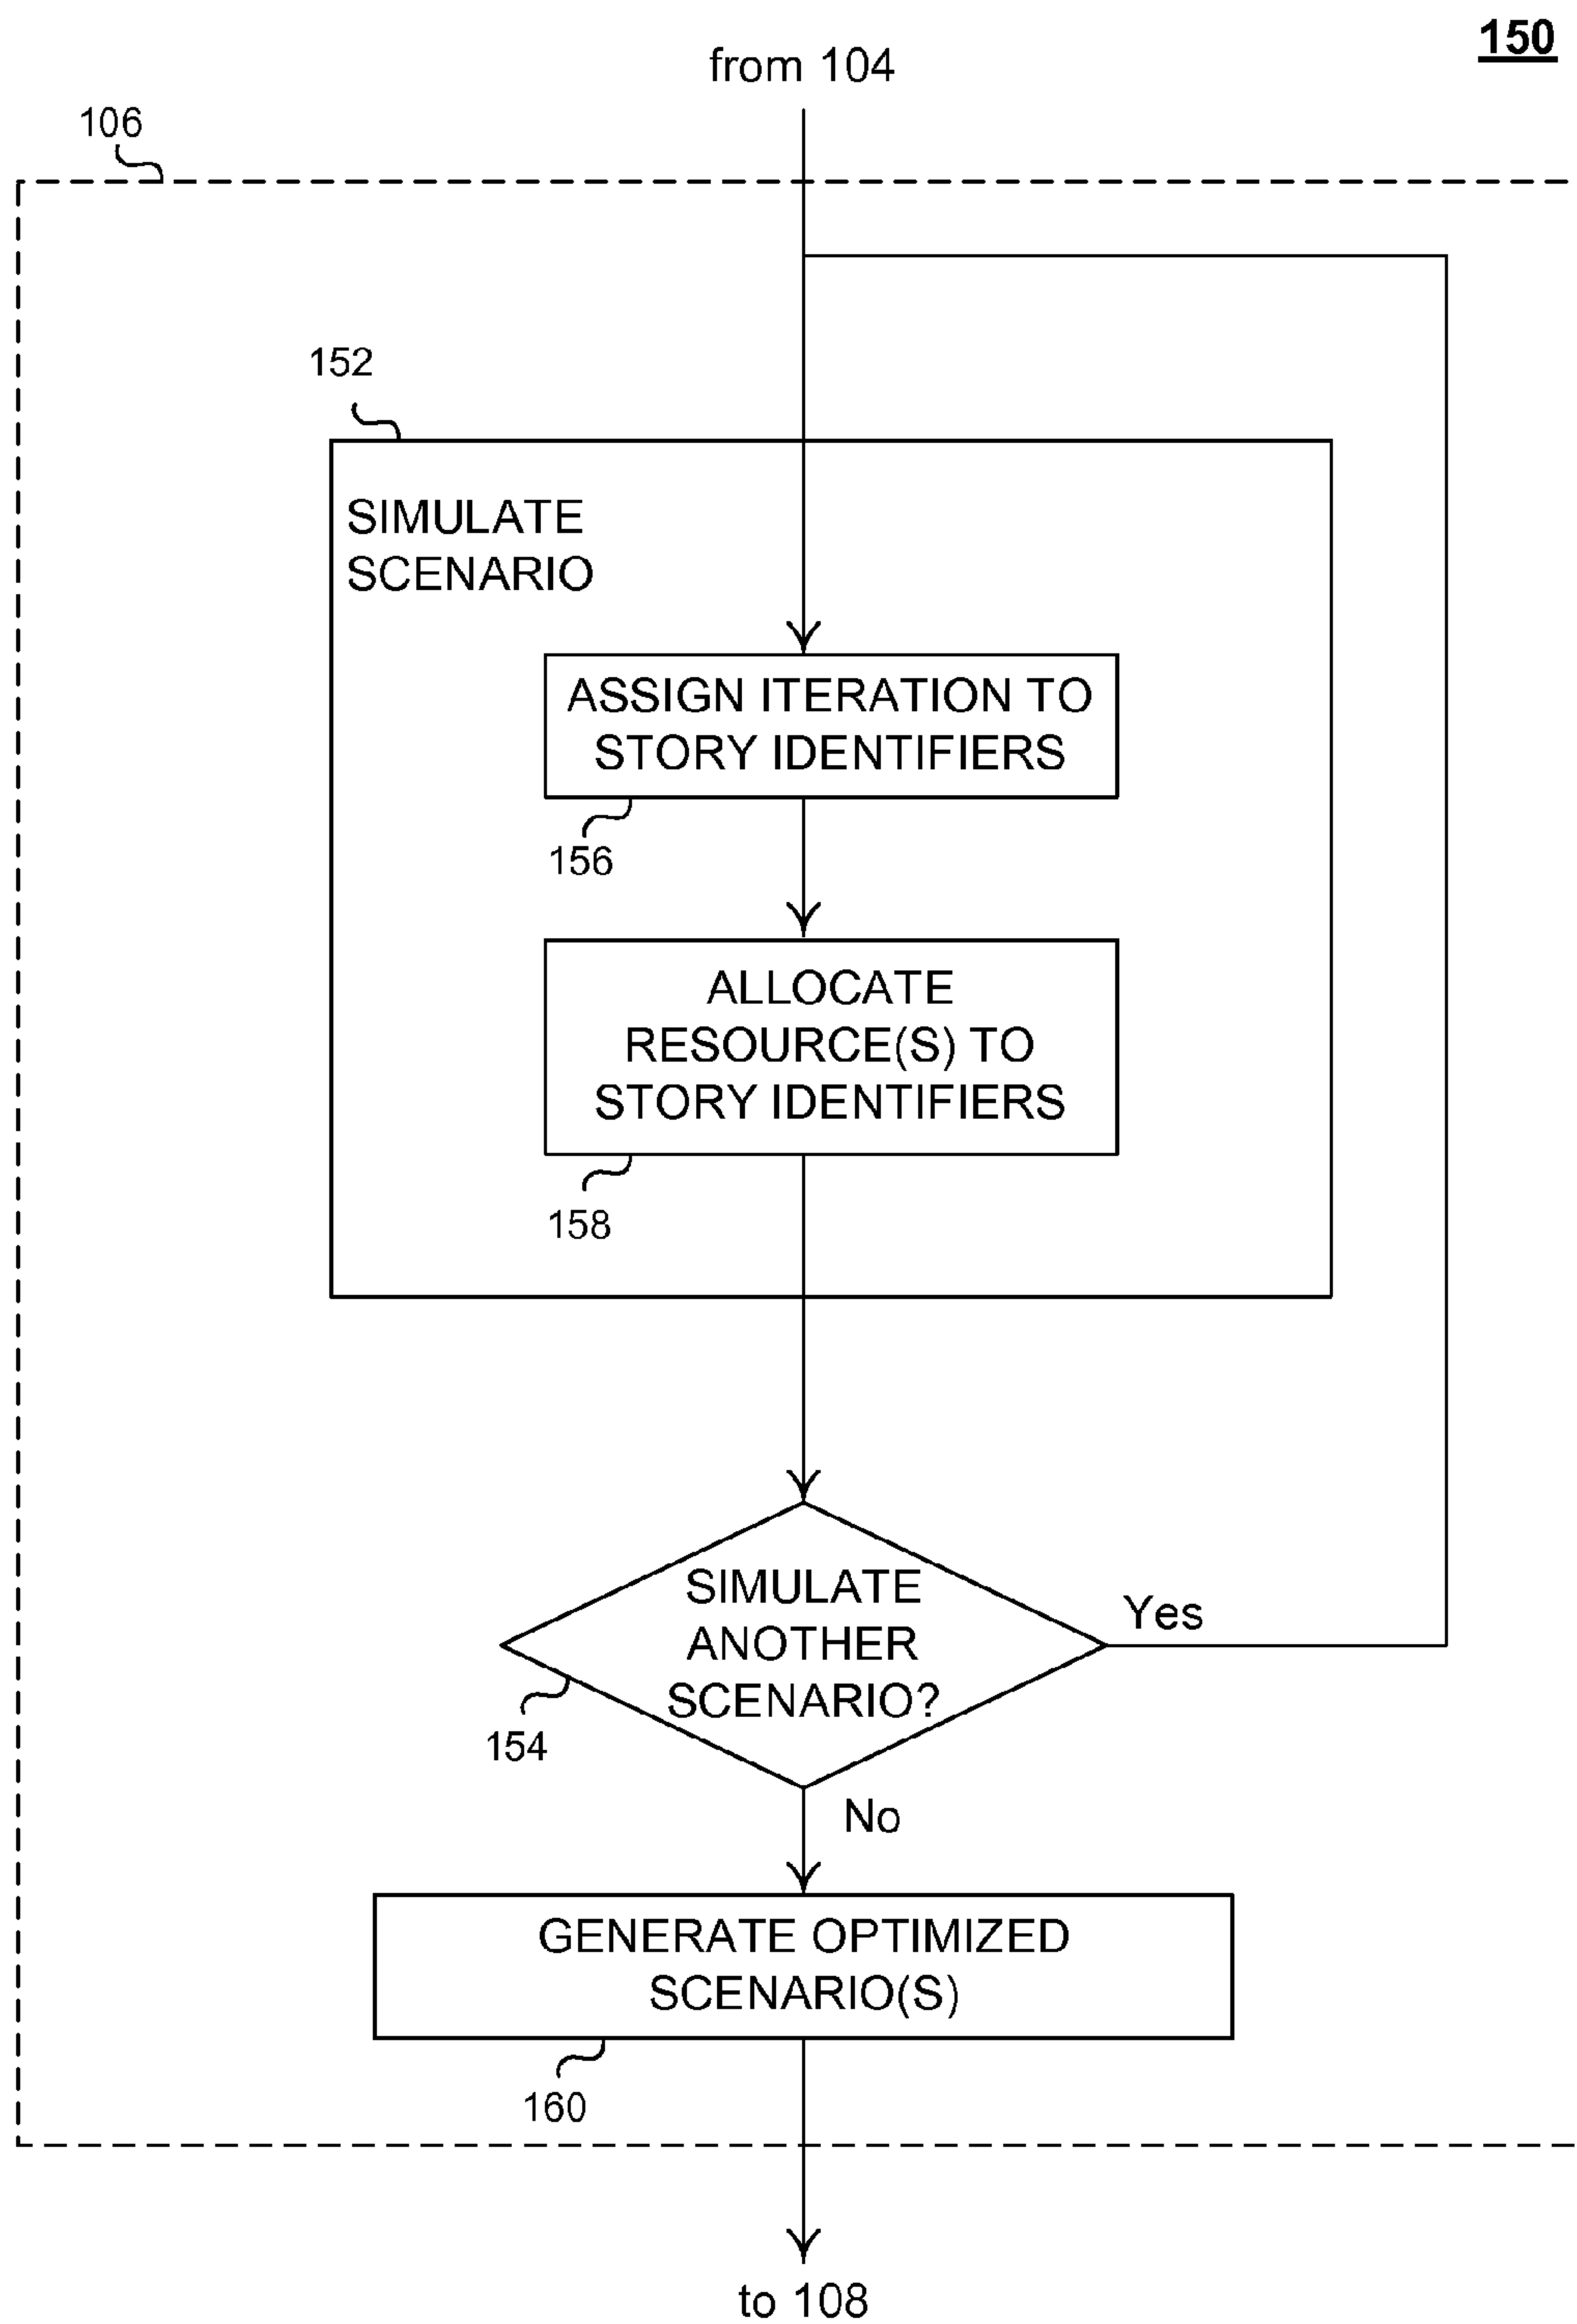 150
from 104
106
152
SIMULATE
SCENARIO
ASSIGN ITERATION TO
STORY IDENTIFIERS
156
ALLOCATE
RESOURCE(S) TO
STORY IDENTIFIERS
158
SIMULATE
ANOTHER
SCENARIO?
Yes
154
No
GENERATE OPTIMIZED
SCENARIO(S)
160
to 108